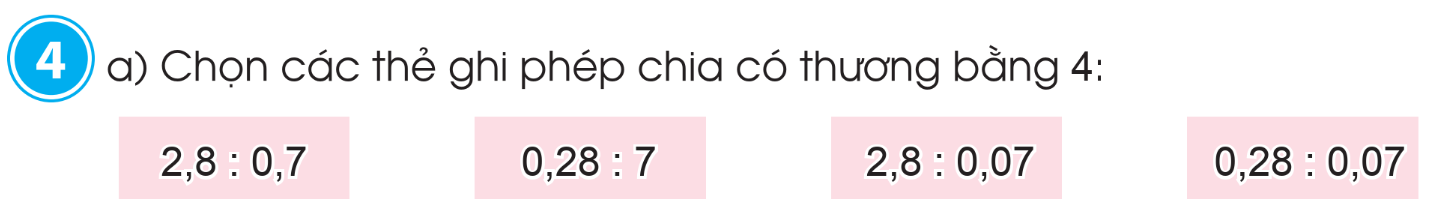 4 a) Chọn các thẻ ghi phép chia có thương bằng 4:
2,8 : 0,7 0,28 : 7 2,8 : 0,07 0,28 : 0,07